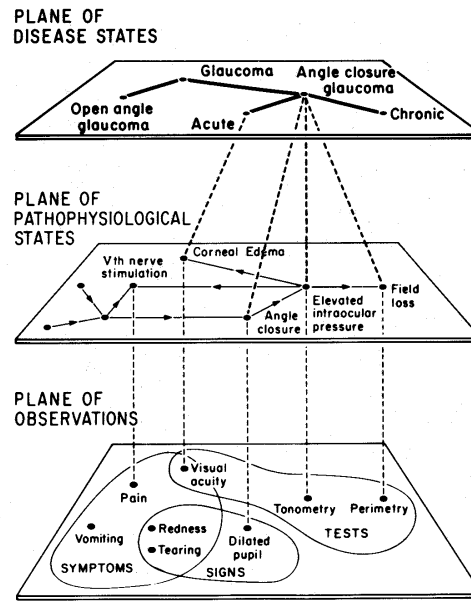 PLANE OF
DISEASE STATES
Glaucoma
Angle closure
glaucoma
Open angle
glaucoma
Acute
Chronic
PLANE OF
PATHOPHYSIOLOGICAL
STATES
Corneal Edema
Vth nerve
stimulation
Angle
closure
Elevated
intraocular
pressure
Field
loss
PLANE OF
OBSERVATIONS
Visual
acuity
Pain
Tonometry
Perimetry
Vomiting
Redness
Tearing
Dilated
pupil
TESTS
SYMPTOMS
SIGNS